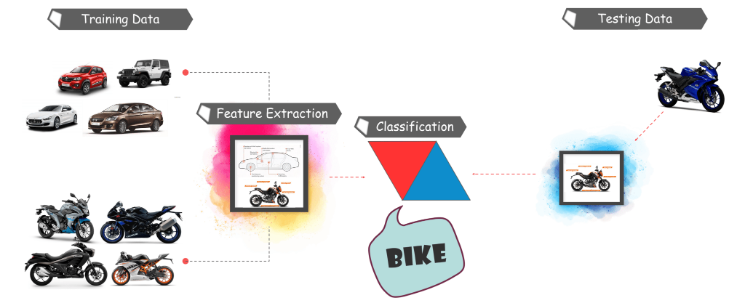 Training Data
Testing Data
Feature Extraction
Classification
BIKE